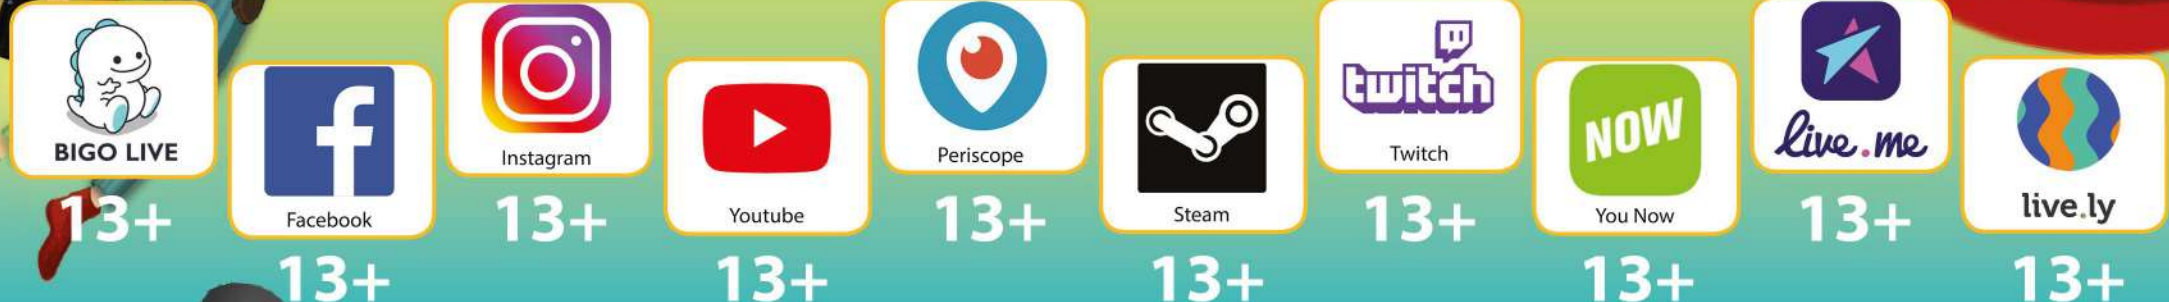 BIGO LIVE
13+
Facebook
13+
Instagram
13+
Youtube
13+
Periscope
13+
Steam
13+
twitch
Twitch
13+
NOW
You Now
13+
live.me
13+
live.ly
13+